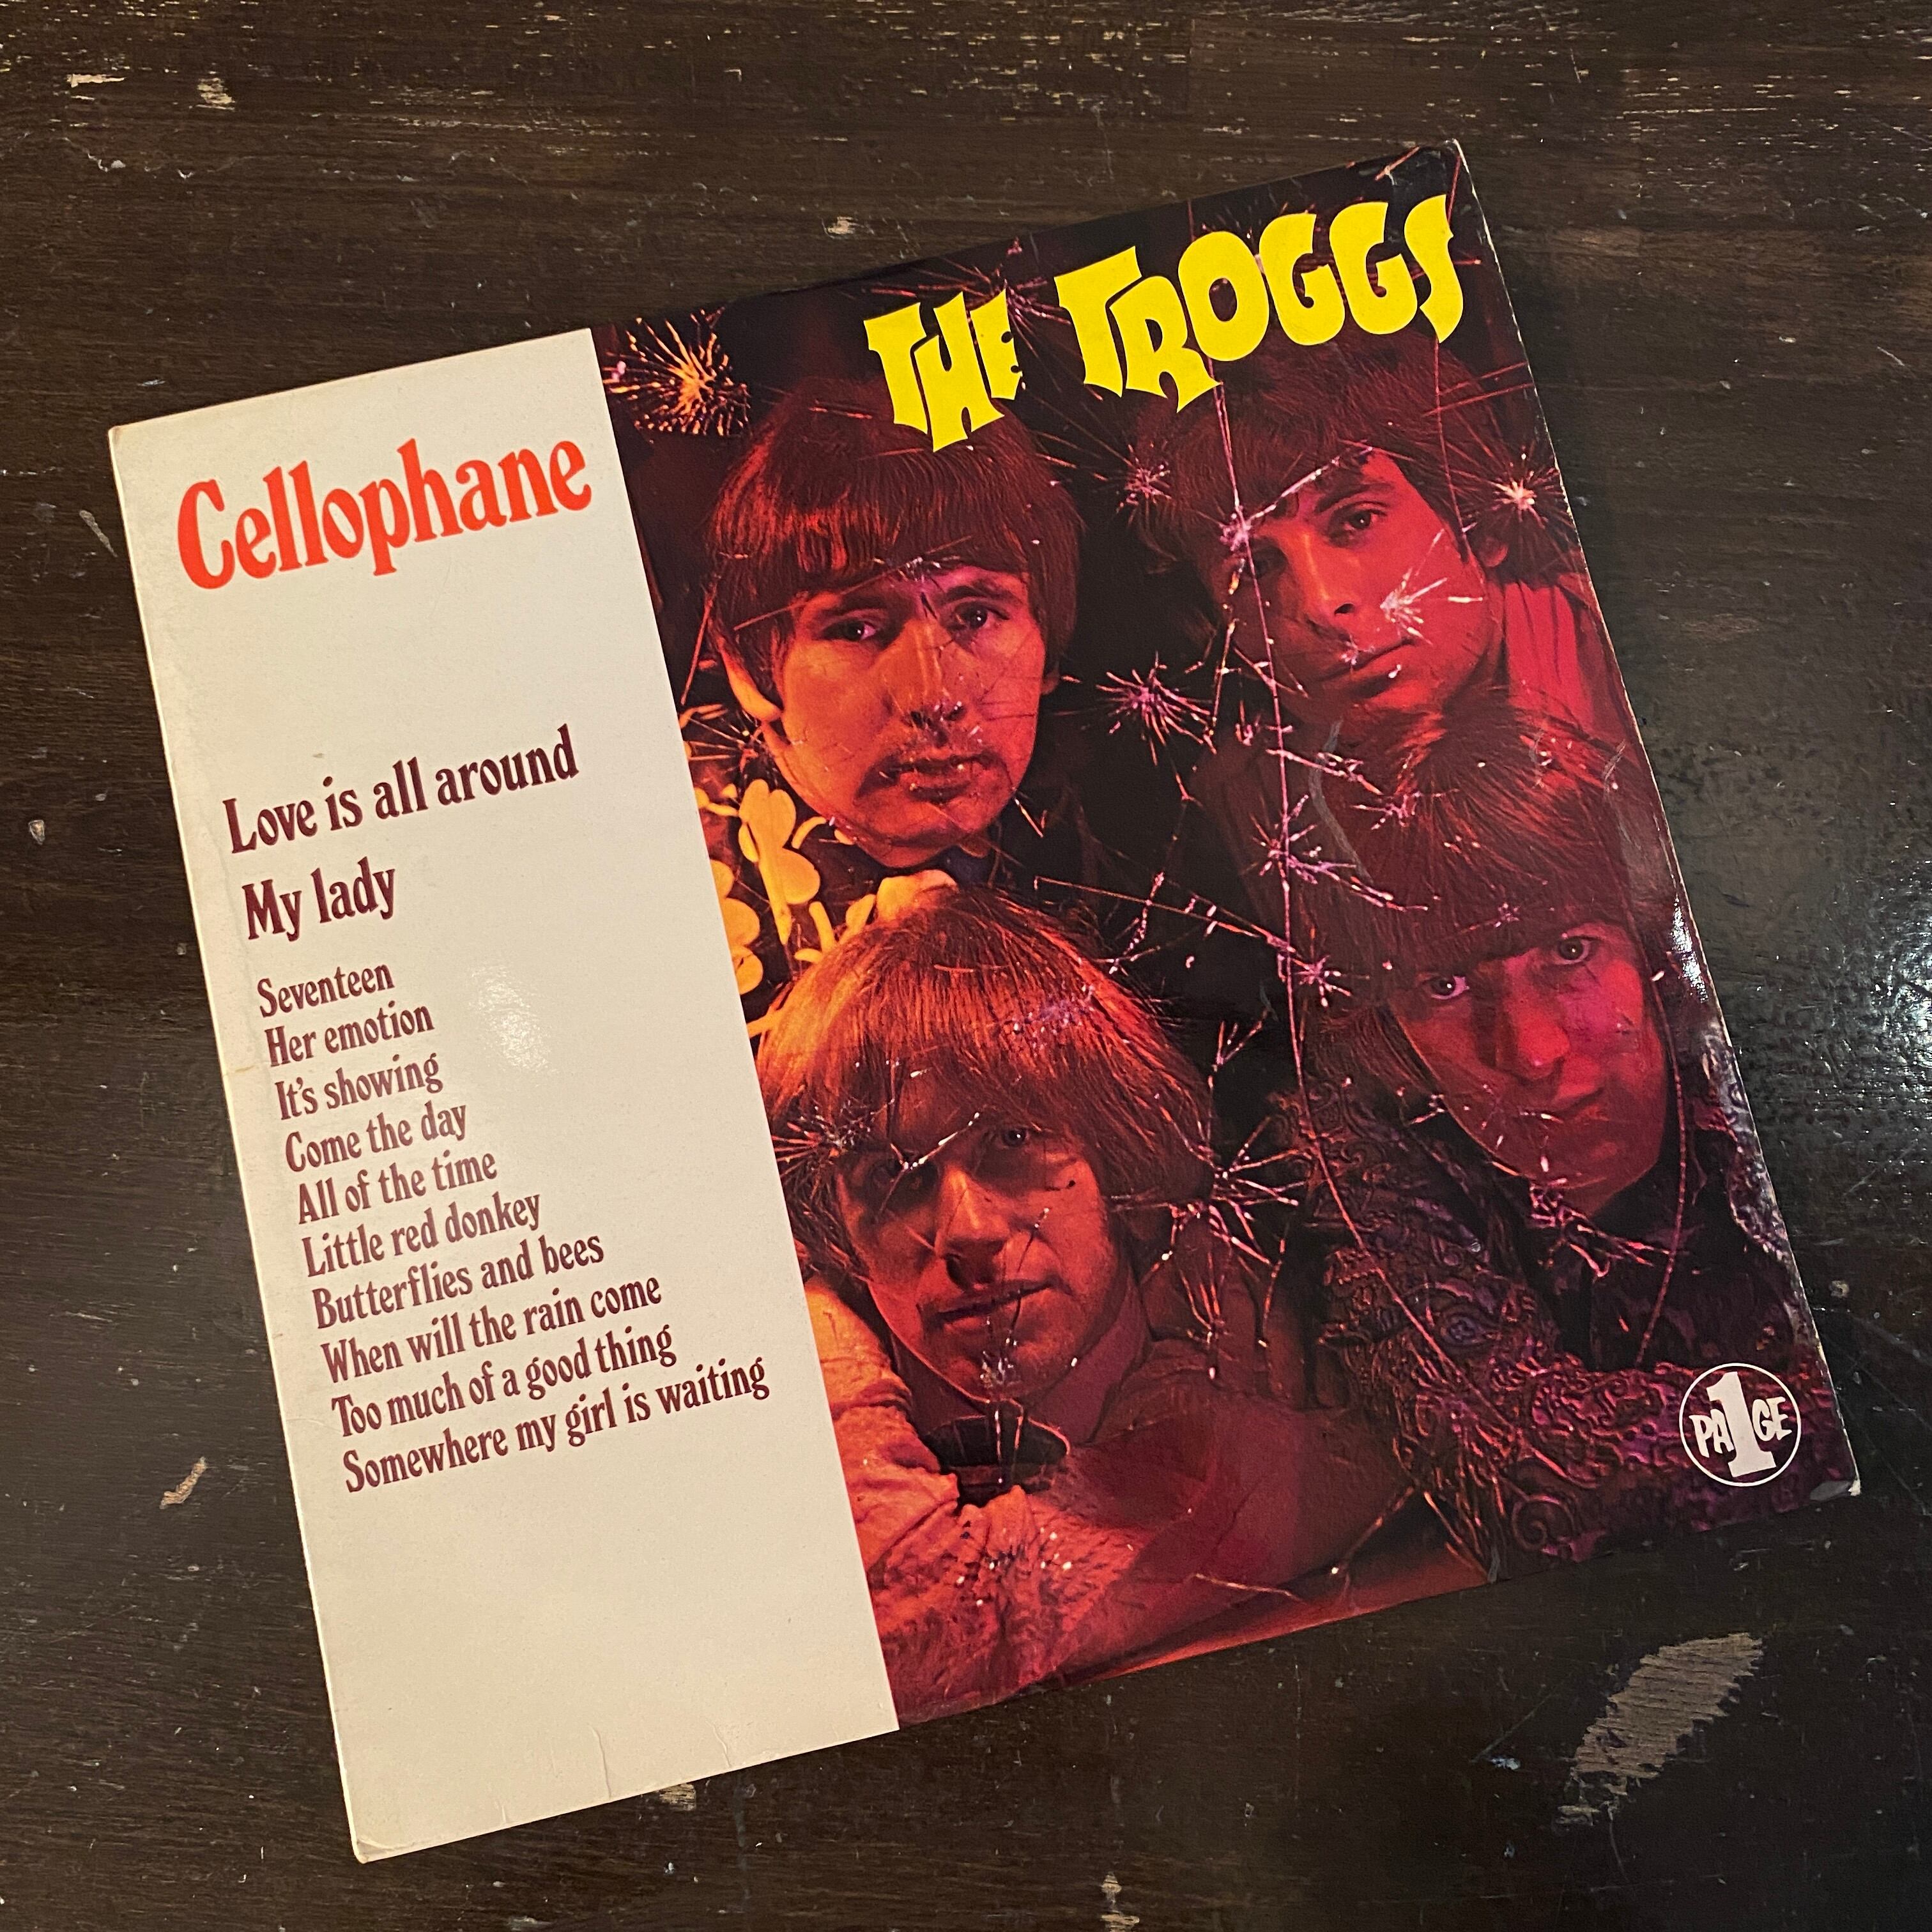 THE TROGGS
Cellophane
Love is all around
My lady
Seventeen
Her emotion
It's showing
Come the day
All of the time
Little red donkey
Butterflies and bees
When will the rain come
Too much of a good thing
Somewhere my girl is waiting
PA1GE